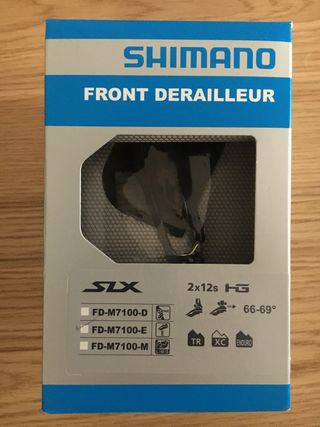 SHIMANO
FRONT DERAILLEUR
SLX 2x12s HG
FD-M7100-D
FD-M7100-E 66-69°
FD-M7100-M
TR XC ENDURO